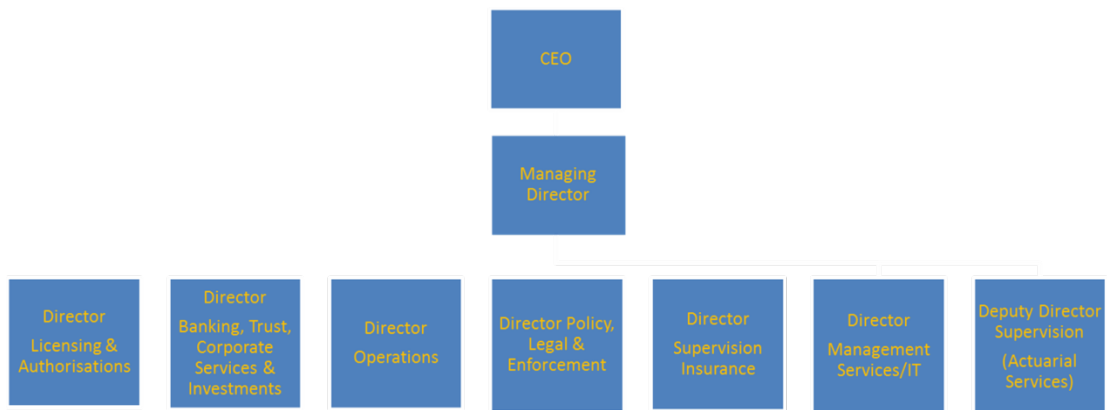 CEO
Managing
Director
Director
Licensing &
Authorisations
Director
Banking, Trust,
Corporate
Services &
Investments
Director
Operations
Director Policy,
Legal &
Enforcement
Director
Supervision
Insurance
Director
Management
Services/IT
Deputy Director
Supervision
(Actuarial
Services)